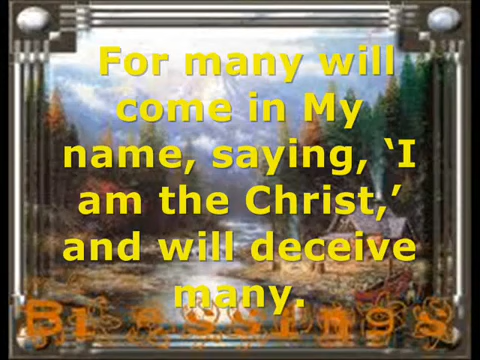 For many will
come in My
name, saying, ‘I
am the Christ,’
and will deceive
many.
Blessings